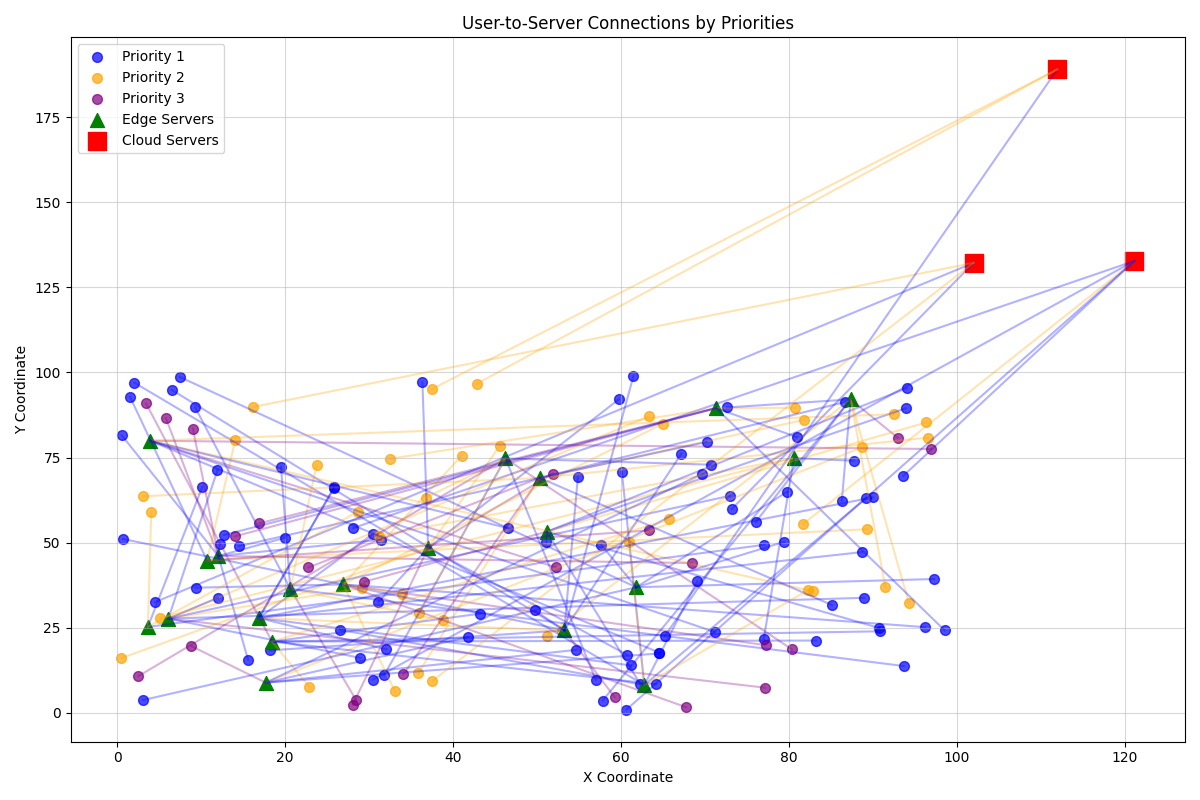 User-to-Server Connections by Priorities
Priority 1
Priority 2
Priority 3
Edge Servers
Cloud Servers
Y Coordinate
175
150
125
100
75
50
25
0
0 20 40 60 80 100 120
X Coordinate